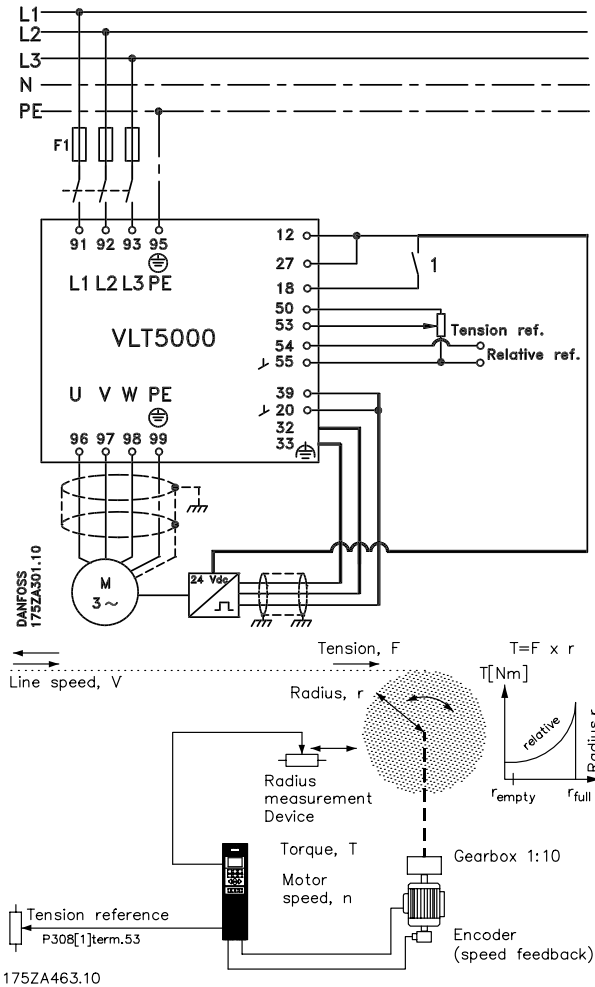 L1
L2
L3
N
PE
F1
91 92 93 95
L1 L2 L3 PE
VLT5000
U V W PE
96 97 98 99
12
27
18
50
53
54
55
39
20
32
33
1
Tension ref.
Relative ref.
DANFOSS
175ZA301.10
M
3 ~
24 Vdc
Line speed, V
Tension, F
T=F x r
T[Nm]
Radius, r
relative
Radius r
r empty
r full
Radius
measurement
Device
Torque, T
Motor
speed, n
Gearbox 1:10
Encoder
(speed feedback)
Tension reference
P308[1]term.53
175ZA463.10